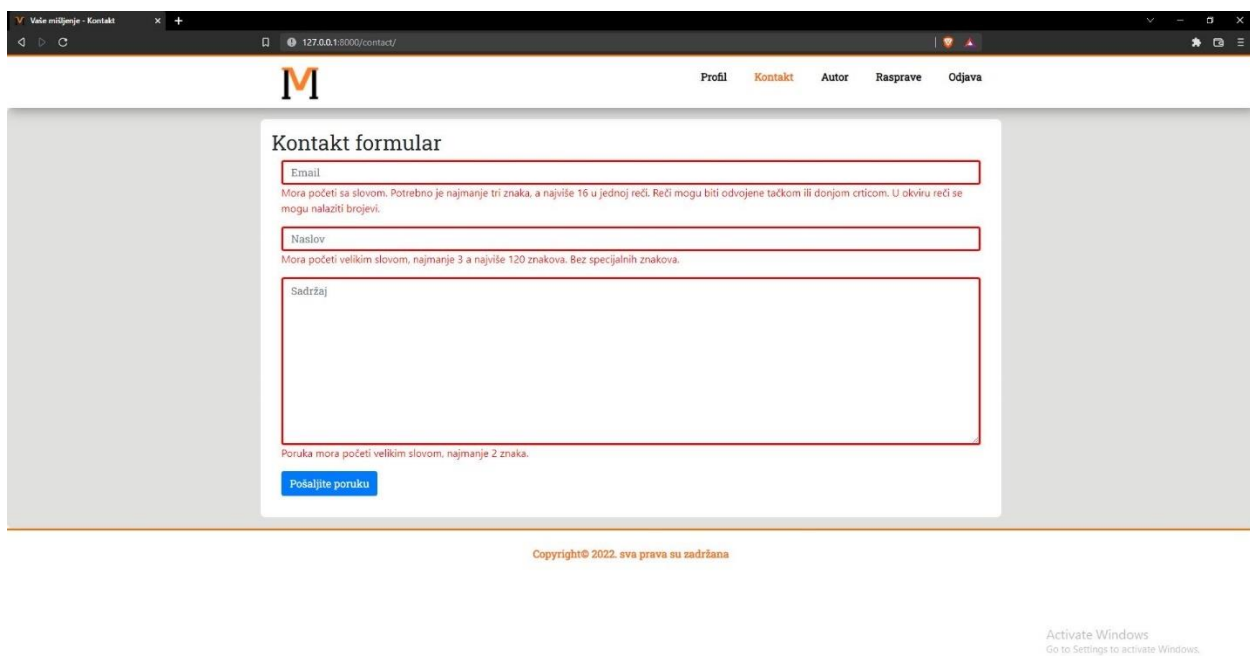 Vaše mišljenje - Kontakt
127.0.0.1:8000/contact/
M
Profil Kontakt Autor Rasprave Odjava
Kontakt formular
Email
Mora početi sa slovom. Potrebno je najmanje tri znaka, a najviše 16 u jednoj reči. Reči mogu biti odvojene tačkom ili donjom crticom. U okviru reči se
mogu nalaziti brojevi.
Naslov
Mora početi velikim slovom, najmanje 3 a najviše 120 znakova. Bez specijalnih znakova.
Sadržaj
Poruka mora početi velikim slovom, najmanje 2 znaka.
Pošaljite poruku
Copyright© 2022. sva prava su zadržana
Activate Windows
Go to Settings to activate Windows.